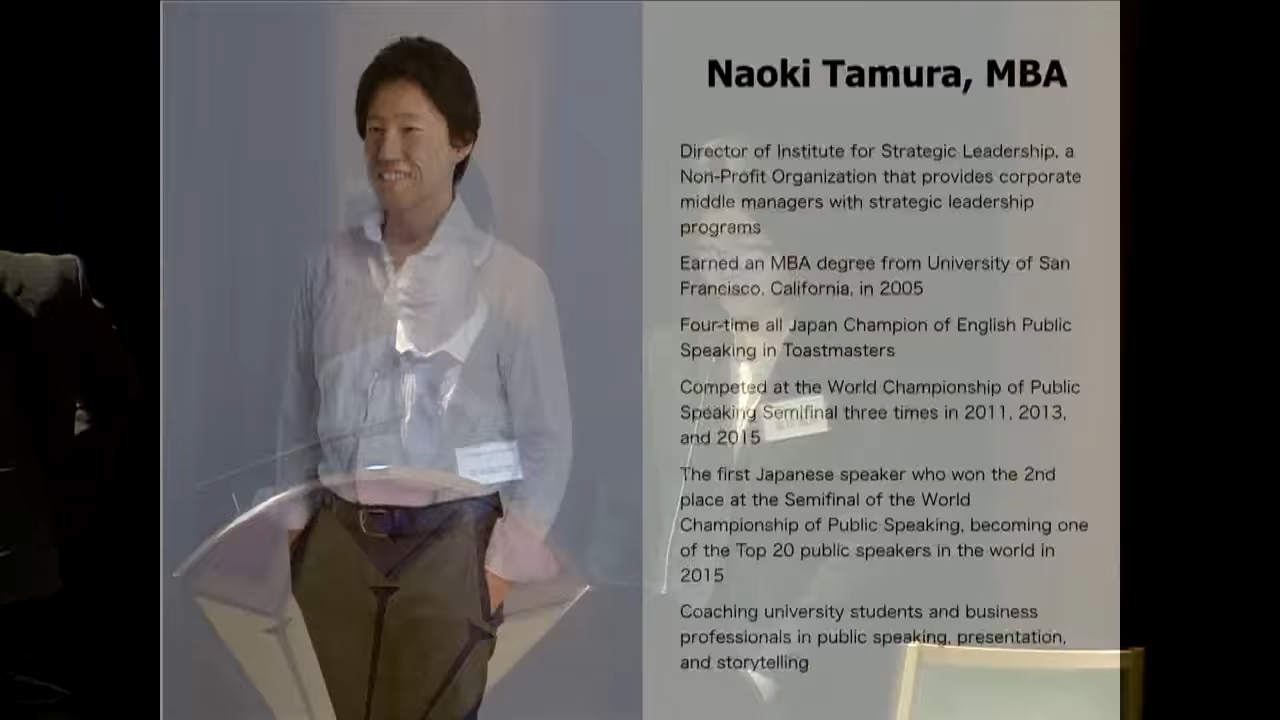 Naoki Tamura, MBA
Director of Institute for Strategic Leadership, a
Non-Profit Organization that provides corporate
middle managers with strategic leadership
programs
Earned an MBA degree from University of San
Francisco, California, in 2005
Four-time all Japan Champion of English Public
Speaking in Toastmasters
Competed at the World Championship of Public
Speaking Semifinal three times in 2011, 2013,
and 2015
The first Japanese speaker who won the 2nd
place at the Semifinal of the World
Championship of Public Speaking, becoming one
of the Top 20 public speakers in the world in
2015
Coaching university students and business
professionals in public speaking, presentation,
and storytelling